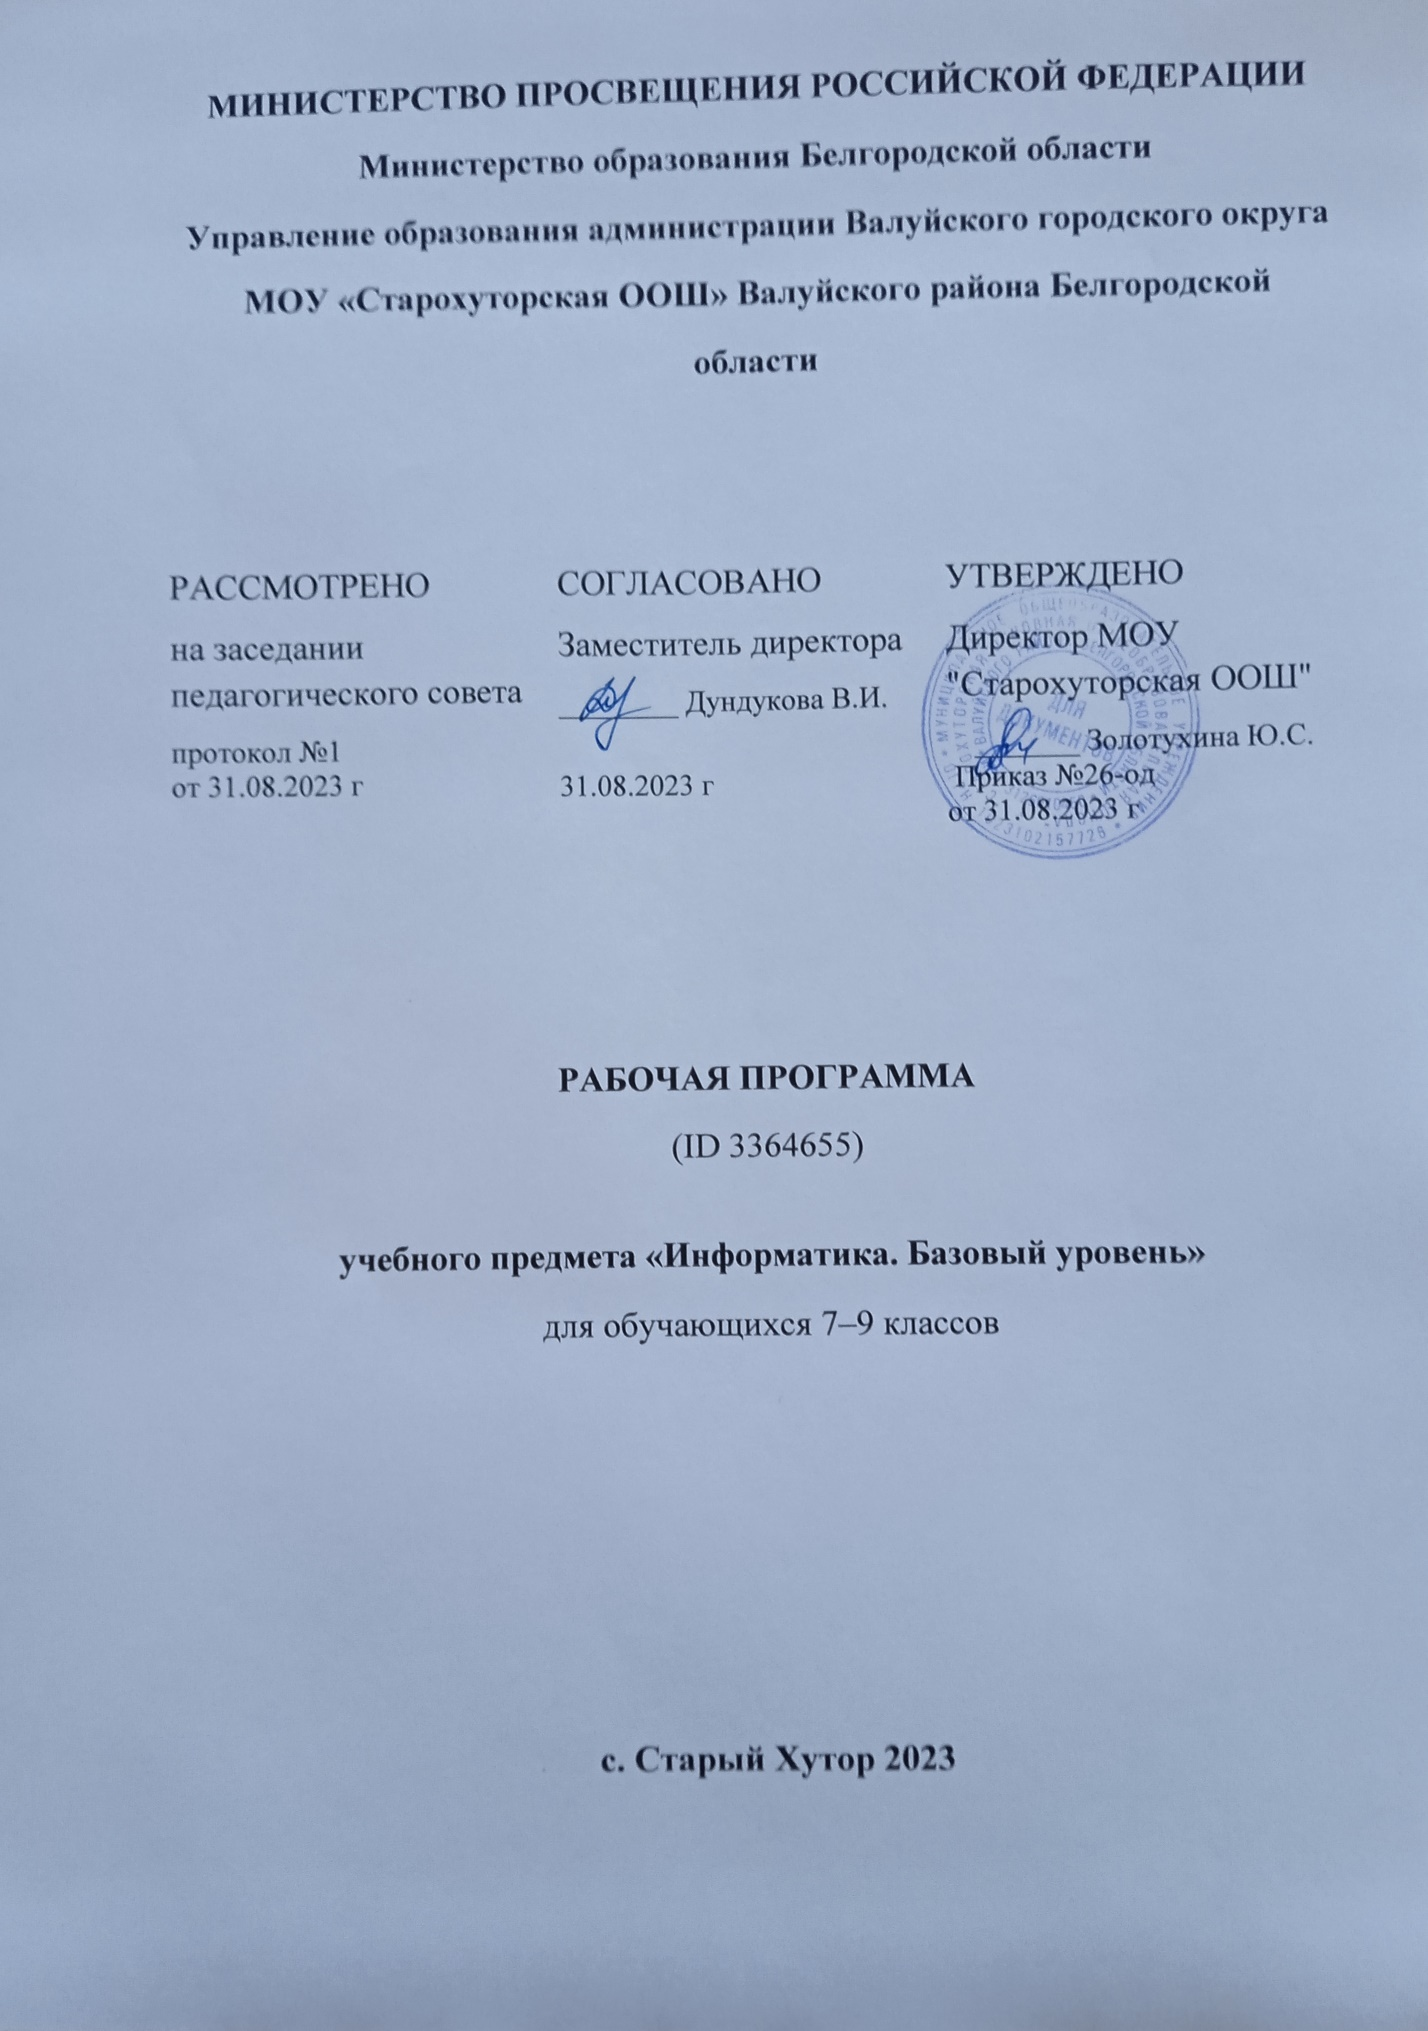 МИНИСТЕРСТВО ПРОСВЕЩЕНИЯ РОССИЙСКОЙ ФЕДЕРАЦИИ
Министерство образования Белгородской области
Управление образования администрации Валуйского городского округа
МОУ «Старохуторская ООШ» Валуйского района Белгородской
области
РАССМОТРЕНО
на заседании
педагогического совета
протокол №1
от 31.08.2023 г
СОГЛАСОВАНО
Заместитель директора
Дундукова В.И.
31.08.2023 г
УТВЕРЖДЕНО
Директор МОУ
"Старохуторская ООШ"
Золотухина Ю.С.
Приказ №26-од
от 31.08.2023 г
ДЛЯ
ДОКУМЕНТОВ
РАБОЧАЯ ПРОГРАММА
(ID 3364655)
учебного предмета «Информатика. Базовый уровень»
для обучающихся 7–9 классов
с. Старый Хутор 2023